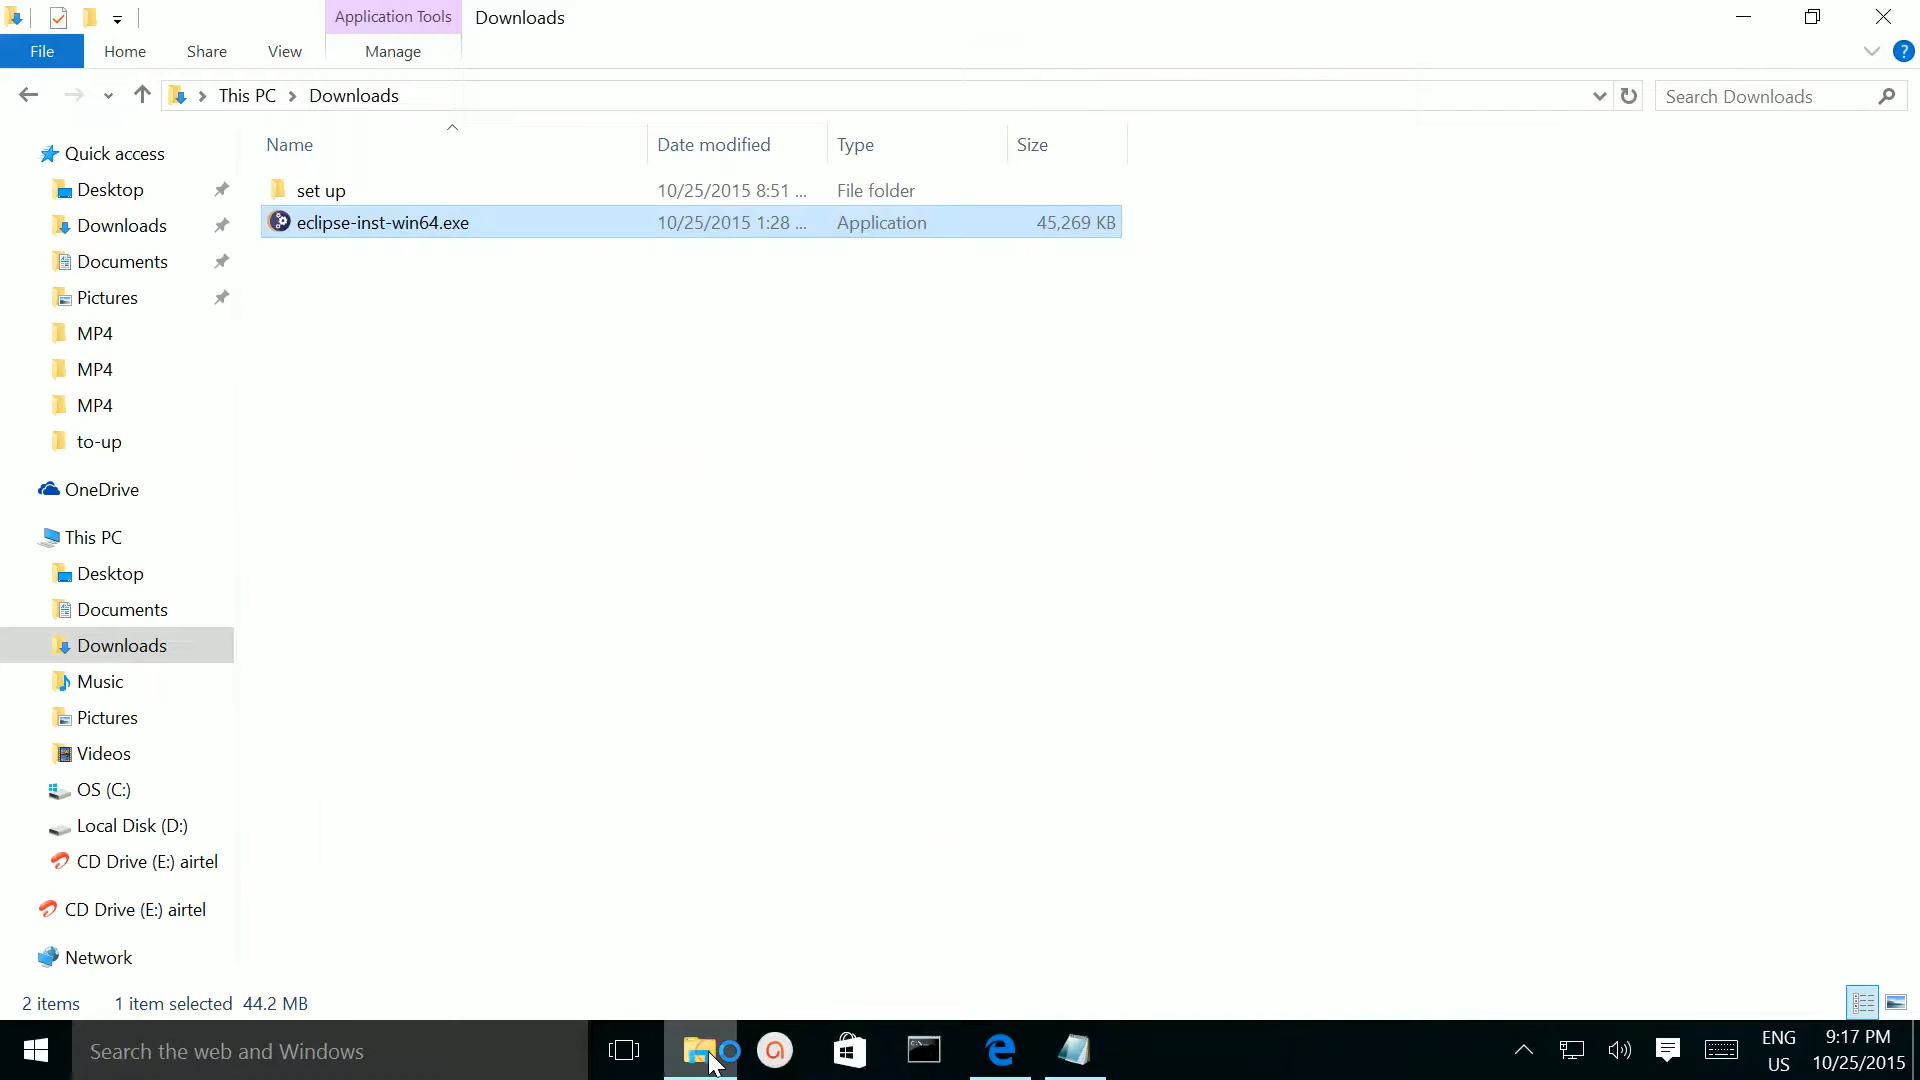 Application Tools
Downloads
File
Home
Share
View
Manage
This PC
Downloads
Search Downloads
Name
Date modified
Type
Size
set up
10/25/2015 8:51 ...
File folder
eclipse-inst-win64.exe
10/25/2015 1:28 ...
Application
45,269 KB
Quick access
Desktop
Downloads
Documents
Pictures
MP4
MP4
MP4
to-up
OneDrive
This PC
Desktop
Documents
Downloads
Music
Pictures
Videos
OS (C:)
Local Disk (D:)
CD Drive (E:) airtel
CD Drive (E:) airtel
Network
2 items
1 item selected 44.2 MB
Search the web and Windows
ENG
US
9:17 PM
10/25/2015